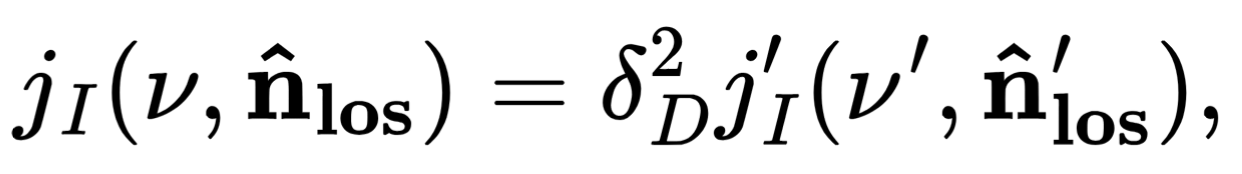 j_I(ν, n̂_los) = δ_D^2 j′_I(ν′, n̂′_los),